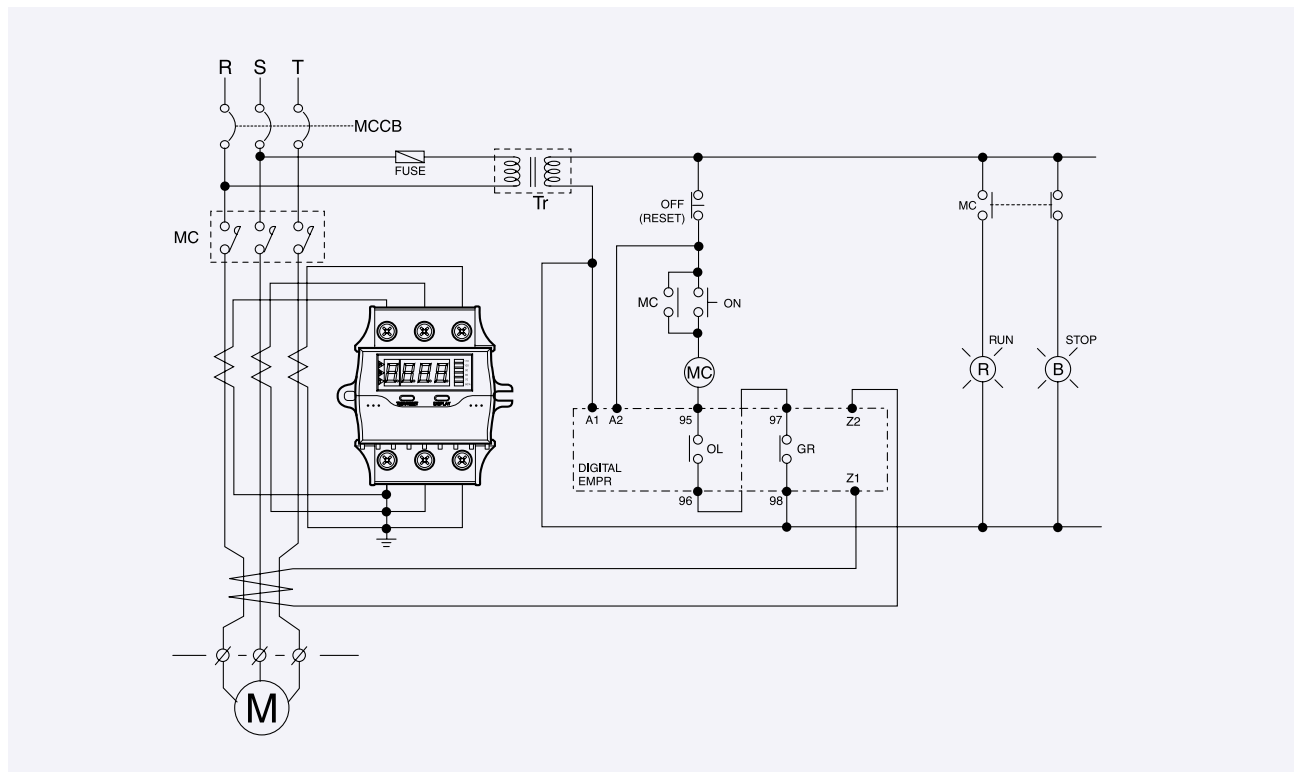 R S T
MCCB
FUSE
Tr
OFF
(RESET)
MC
MC
ON
MC
MC
RUN
STOP
R
B
A1 A2
95
97
Z2
OL
GR
DIGITAL
EMPR
Z1
96
98
M